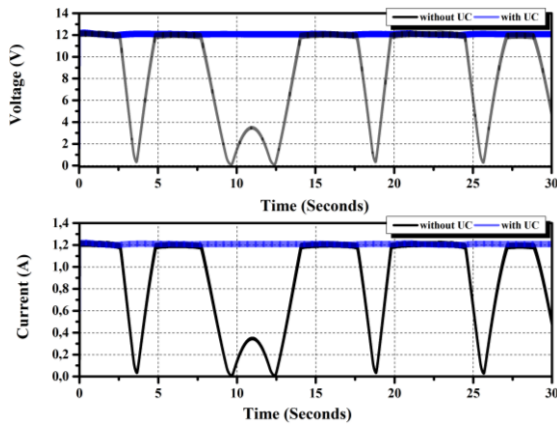 without UC with UC
Voltage (V)
14
12
10
8
6
4
2
0
0 5 10 15 20 25 30
Time (Seconds)
without UC with UC
Current (A)
1,4
1,2
1,0
0,8
0,6
0,4
0,2
0,0
0 5 10 15 20 25 30
Time (Seconds)